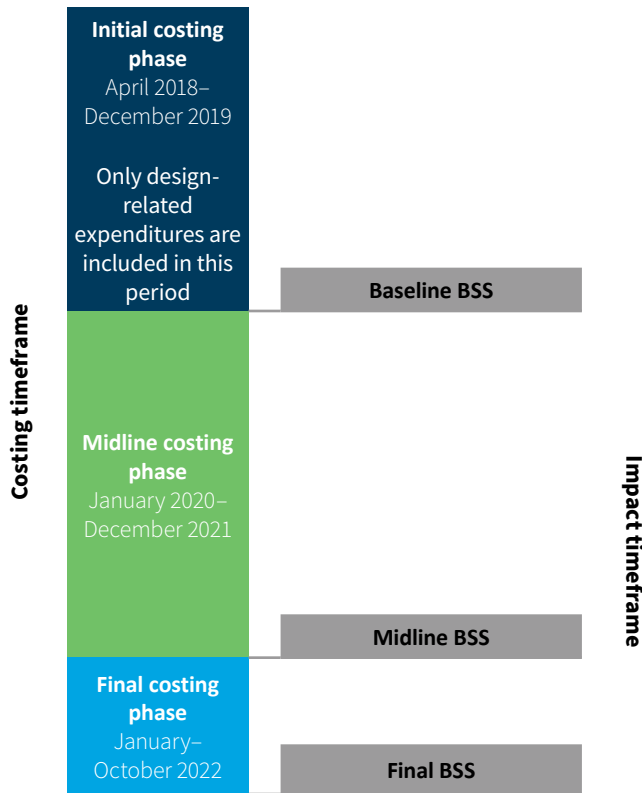 Costing timeframe
Initial costing
phase
April 2018–
December 2019
Only design-
related
expenditures are
included in this
period
Baseline BSS
Midline costing
phase
January 2020–
December 2021
Midline BSS
Final costing
phase
January–
October 2022
Final BSS
Impact timeframe